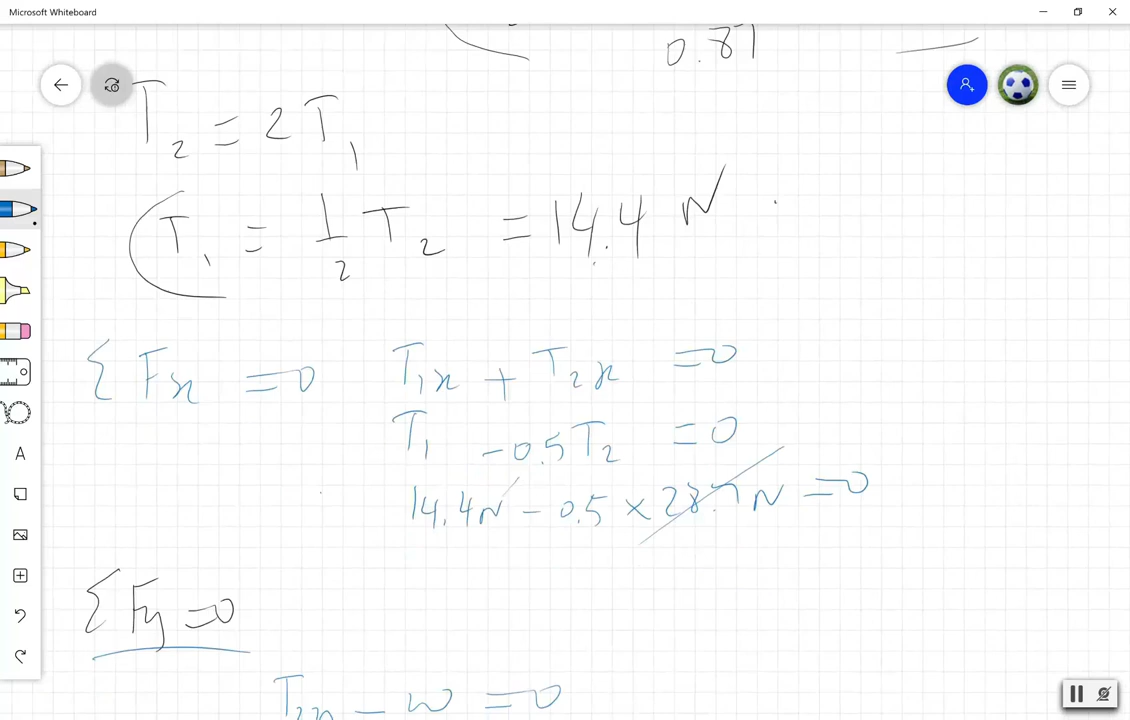 Microsoft Whiteboard
0.87
T₂ = 2T₁
T₁ = 1/2 T₂ = 14.4 N
ΣFx = 0 T₁x + T₂x = 0
T₁ - 0.5T₂ = 0
14.4N - 0.5 × 28.7N = 0
ΣFy = 0
A
T₂y - W = 0